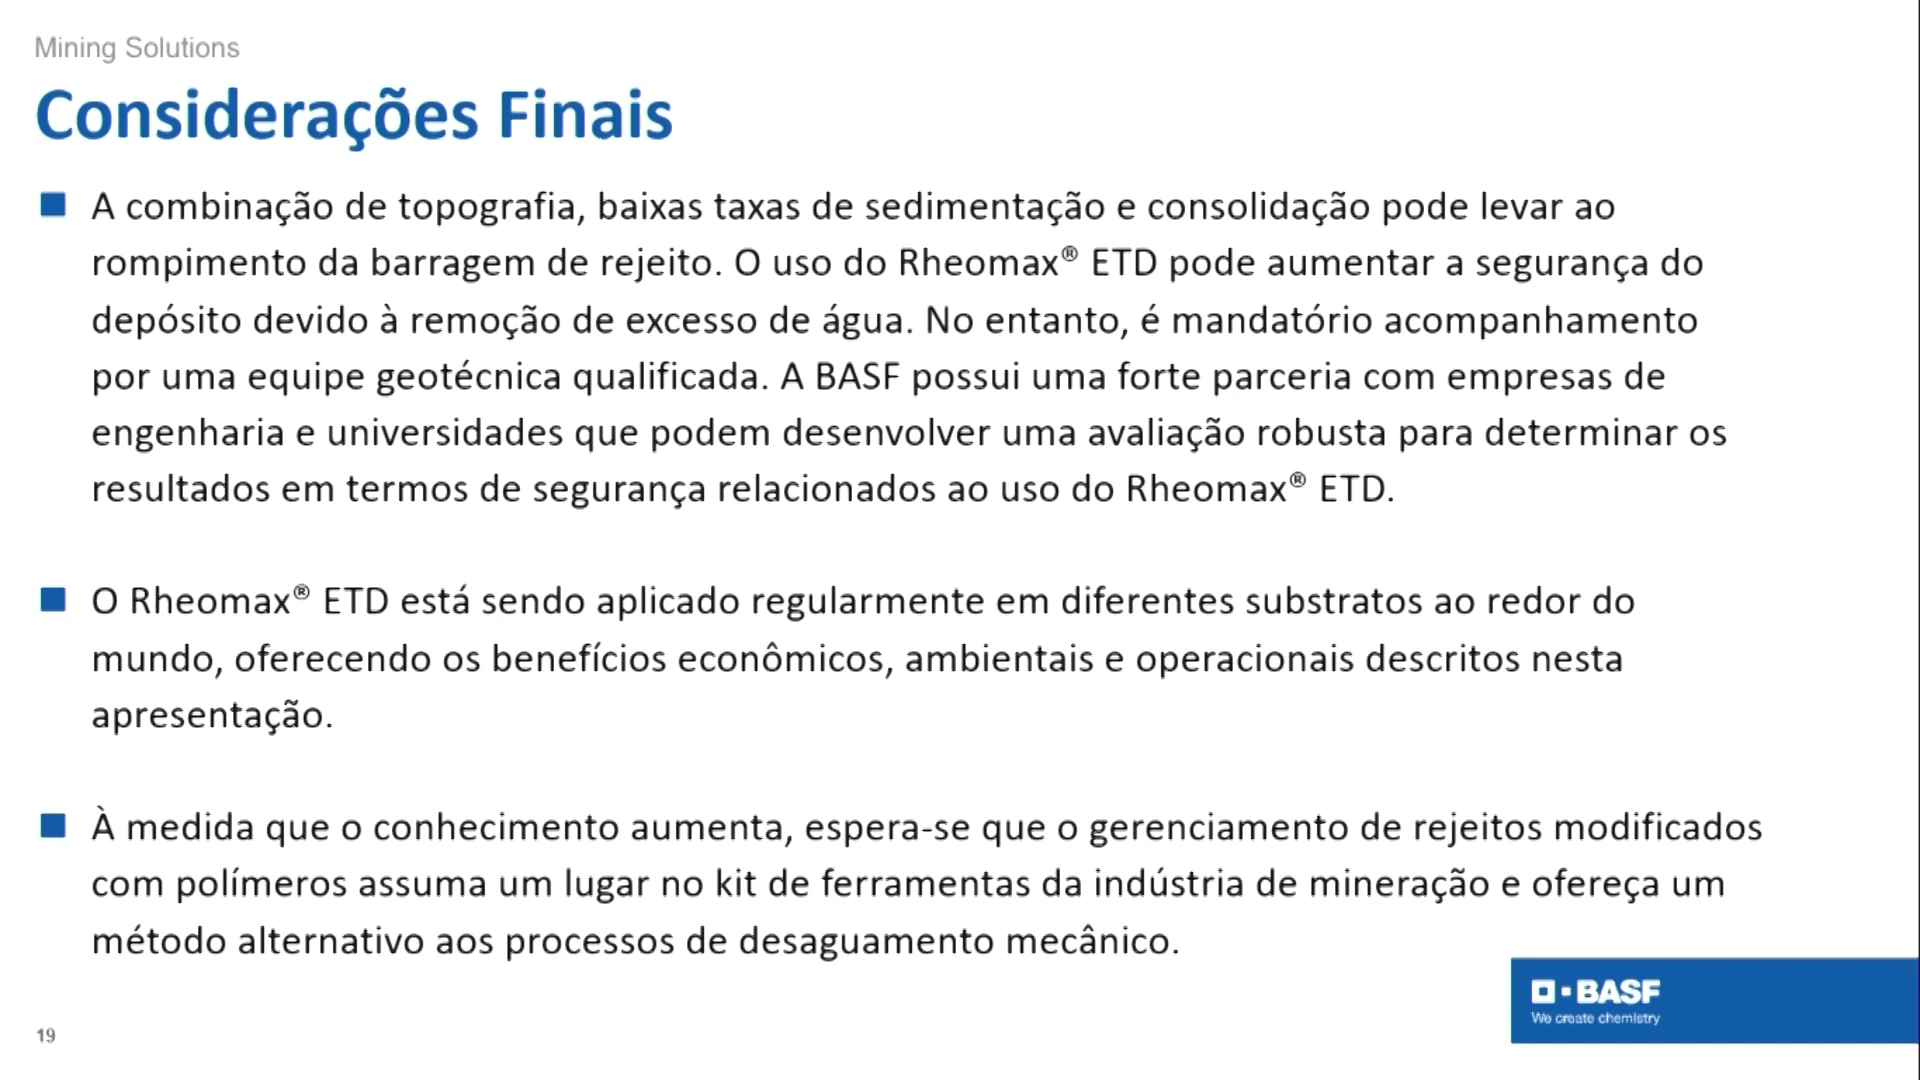 Mining Solutions
Considerações Finais
A combinação de topografia, baixas taxas de sedimentação e consolidação pode levar ao
rompimento da barragem de rejeito. O uso do Rheomax® ETD pode aumentar a segurança do
depósito devido à remoção de excesso de água. No entanto, é mandatório acompanhamento
por uma equipe geotécnica qualificada. A BASF possui uma forte parceria com empresas de
engenharia e universidades que podem desenvolver uma avaliação robusta para determinar os
resultados em termos de segurança relacionados ao uso do Rheomax® ETD.
O Rheomax® ETD está sendo aplicado regularmente em diferentes substratos ao redor do
mundo, oferecendo os benefícios econômicos, ambientais e operacionais descritos nesta
apresentação.
À medida que o conhecimento aumenta, espera-se que o gerenciamento de rejeitos modificados
com polímeros assuma um lugar no kit de ferramentas da indústria de mineração e ofereça um
método alternativo aos processos de desaguamento mecânico.
BASF
We create chemistry
19